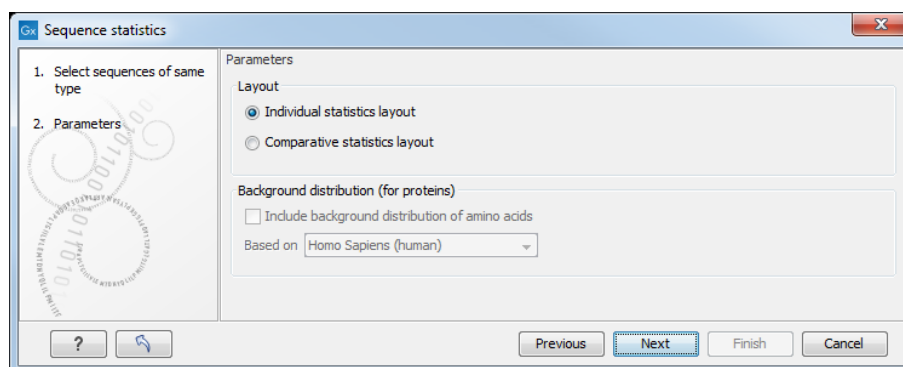 Gx Sequence statistics
1. Select sequences of same
type
2. Parameters
Parameters
Layout
Individual statistics layout
Comparative statistics layout
Background distribution (for proteins)
Include background distribution of amino acids
Based on Homo Sapiens (human)
? Previous Next Finish Cancel